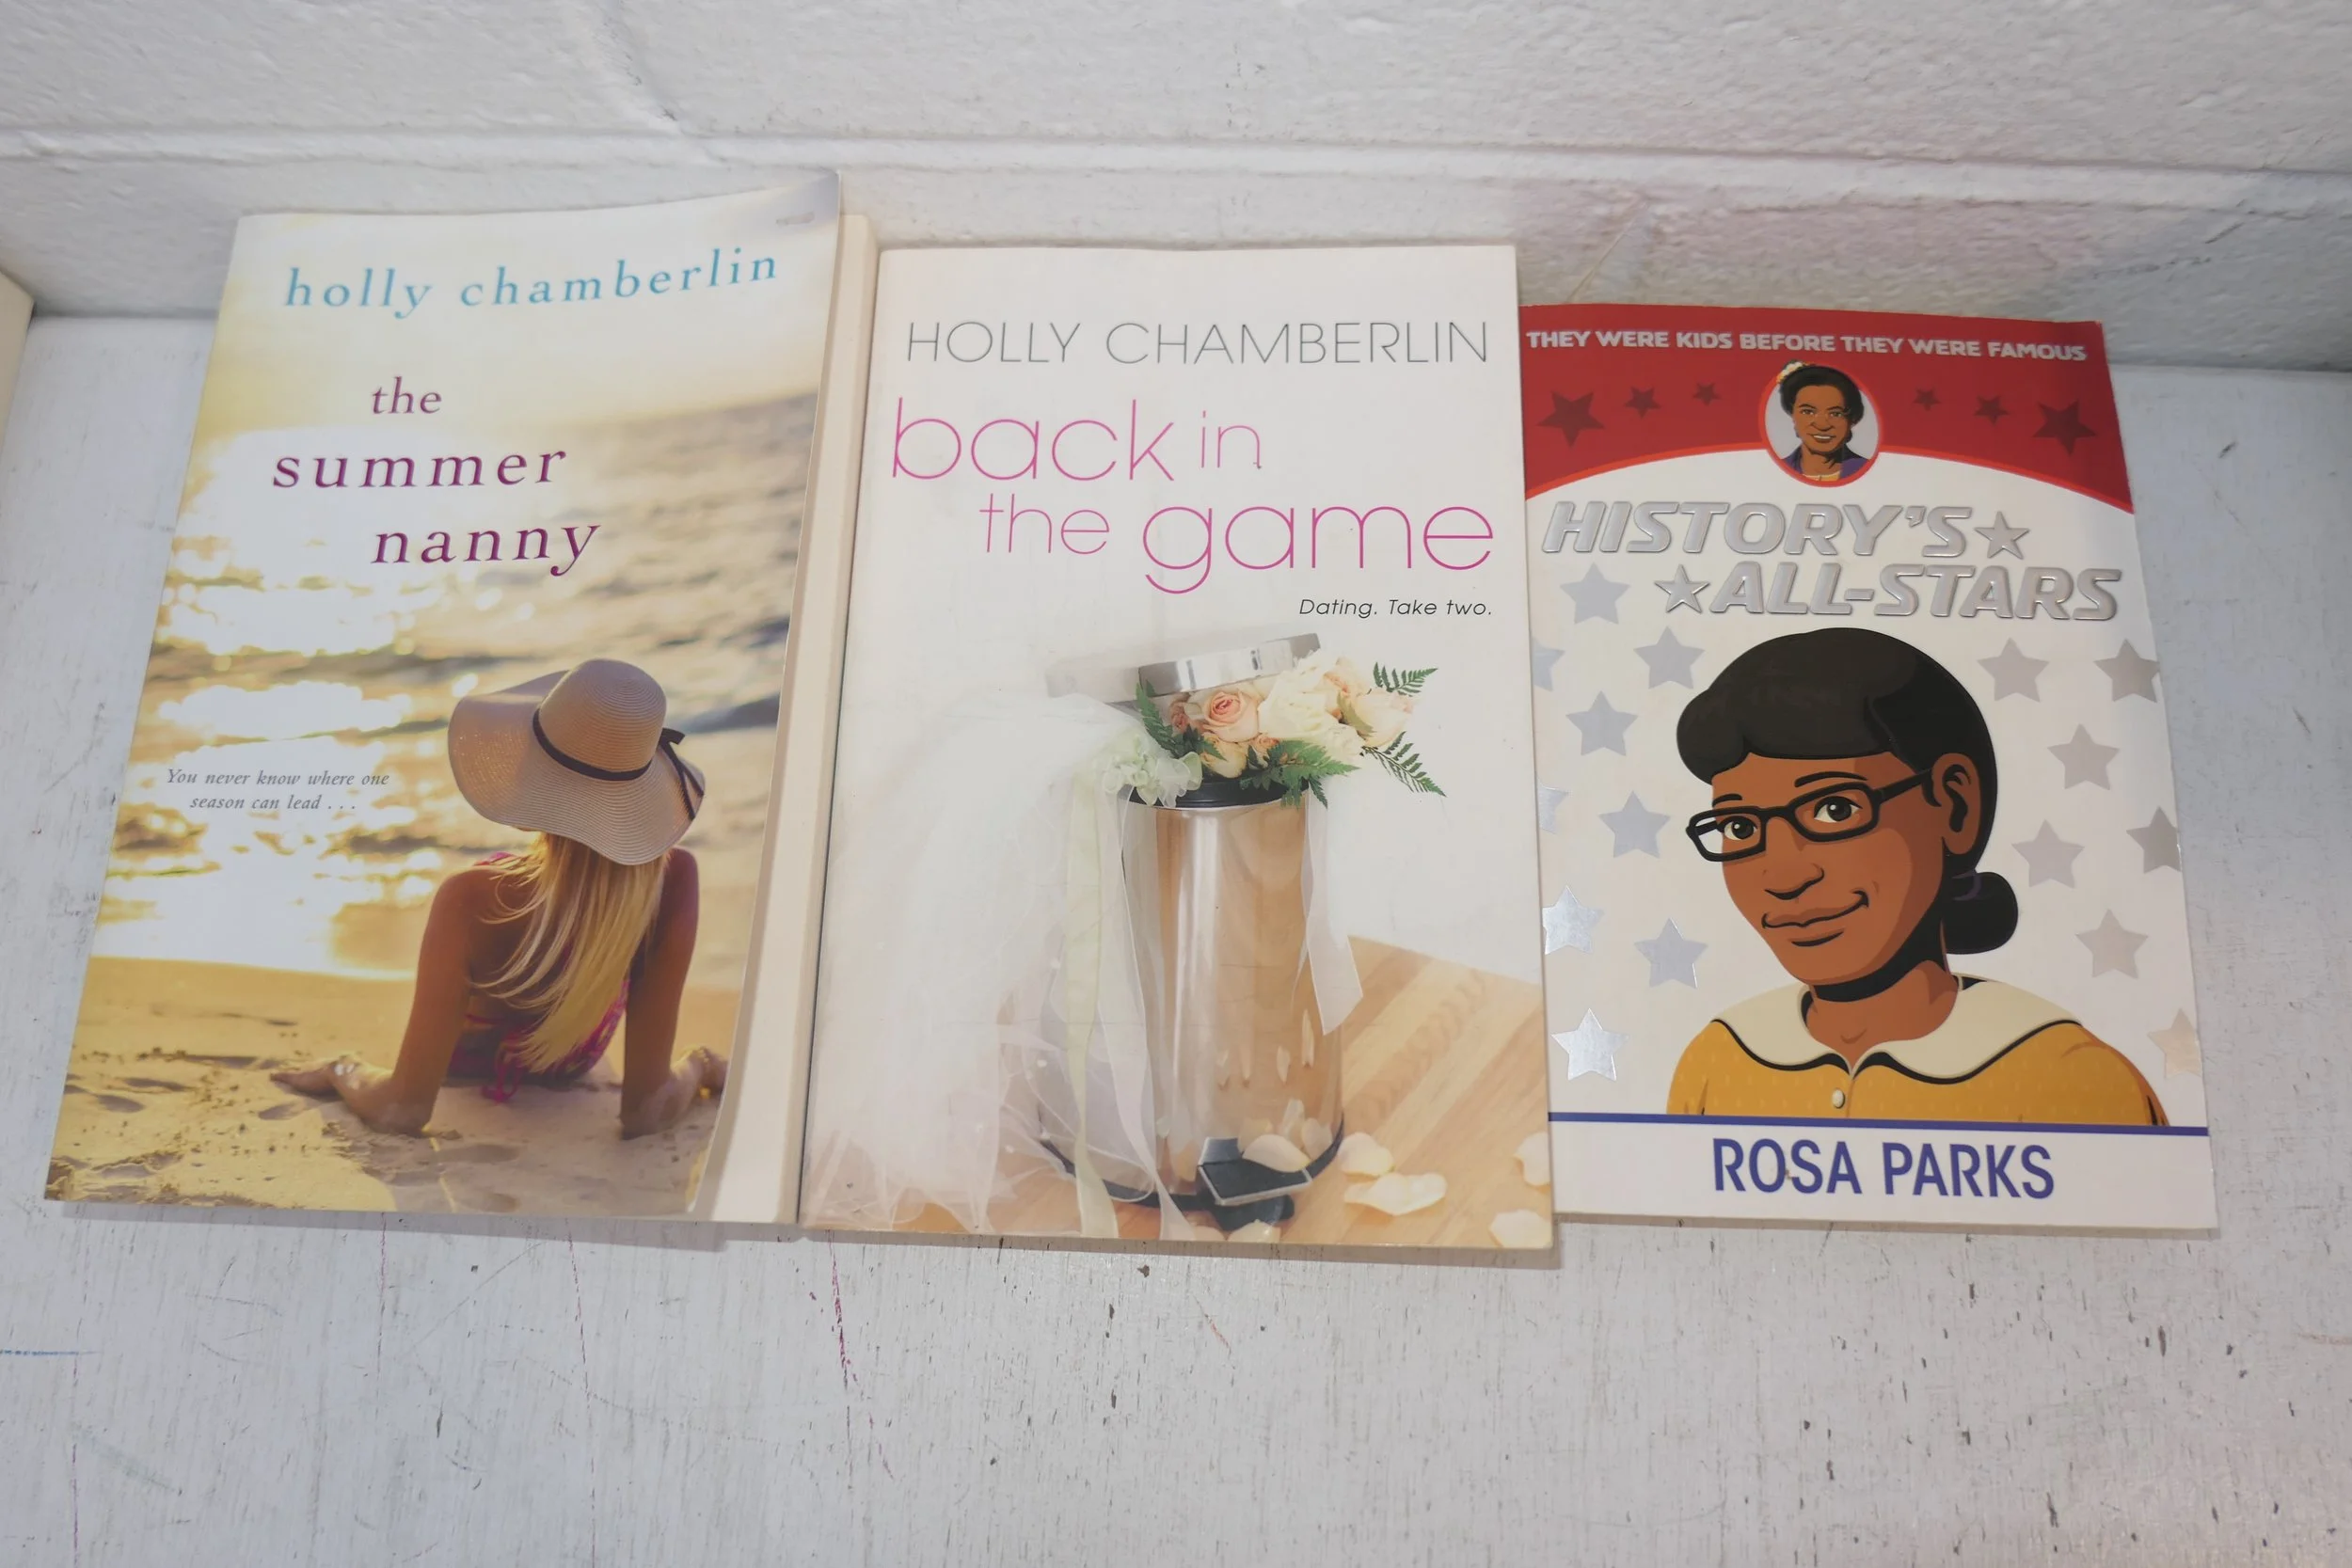 holly chamberlin
the
summer
nanny
You never know where one
season can lead . . .
HOLLY CHAMBERLIN
back in
the game
Dating. Take two.
THEY WERE KIDS BEFORE THEY WERE FAMOUS
HISTORY'S
ALL-STARS
ROSA PARKS